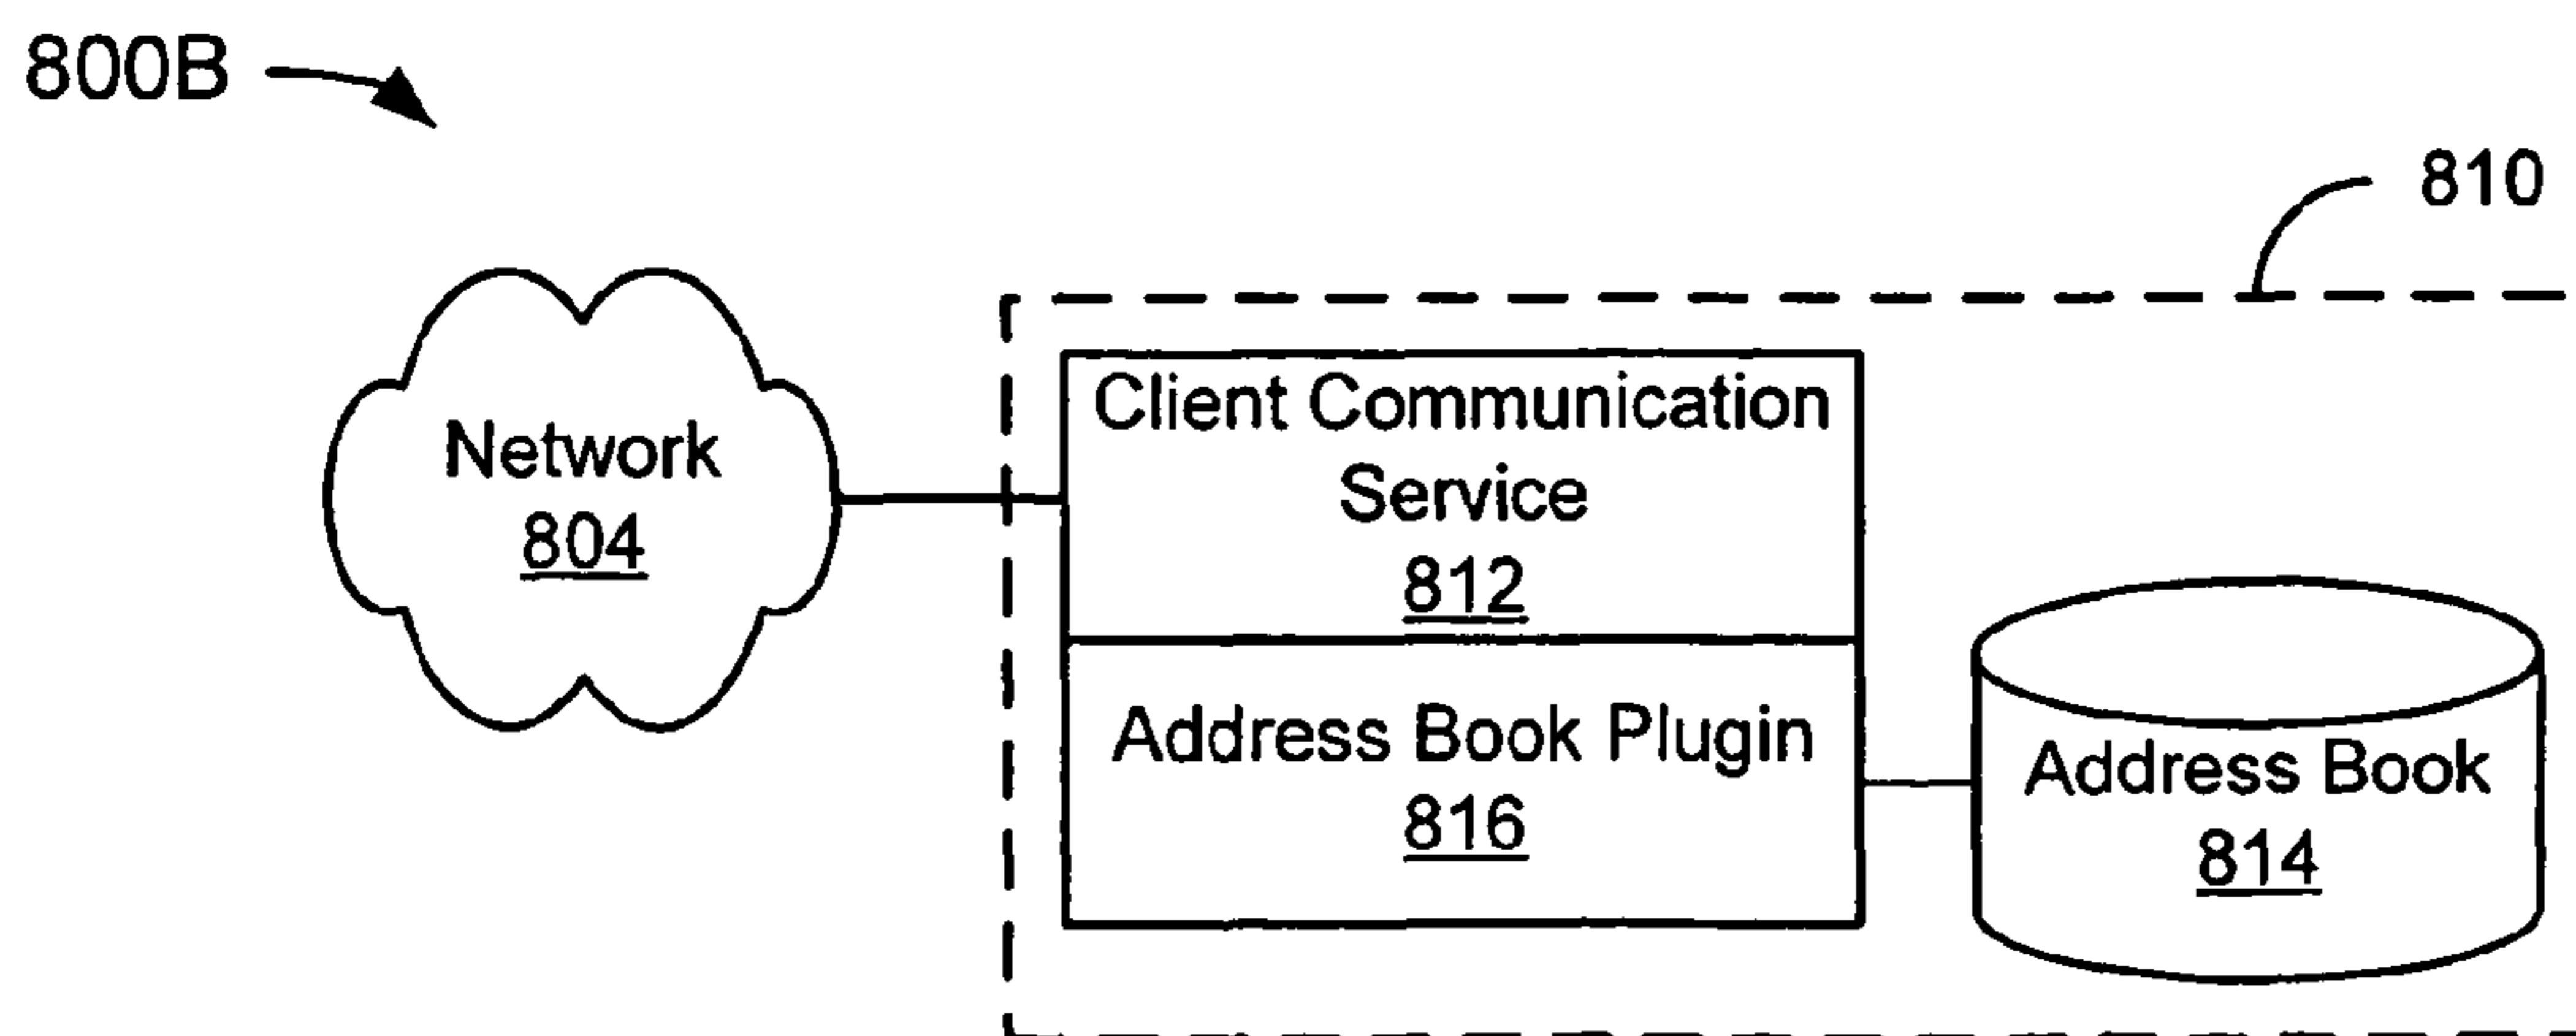 800B
810
Network
804
Client Communication
Service
812
Address Book Plugin
816
Address Book
814